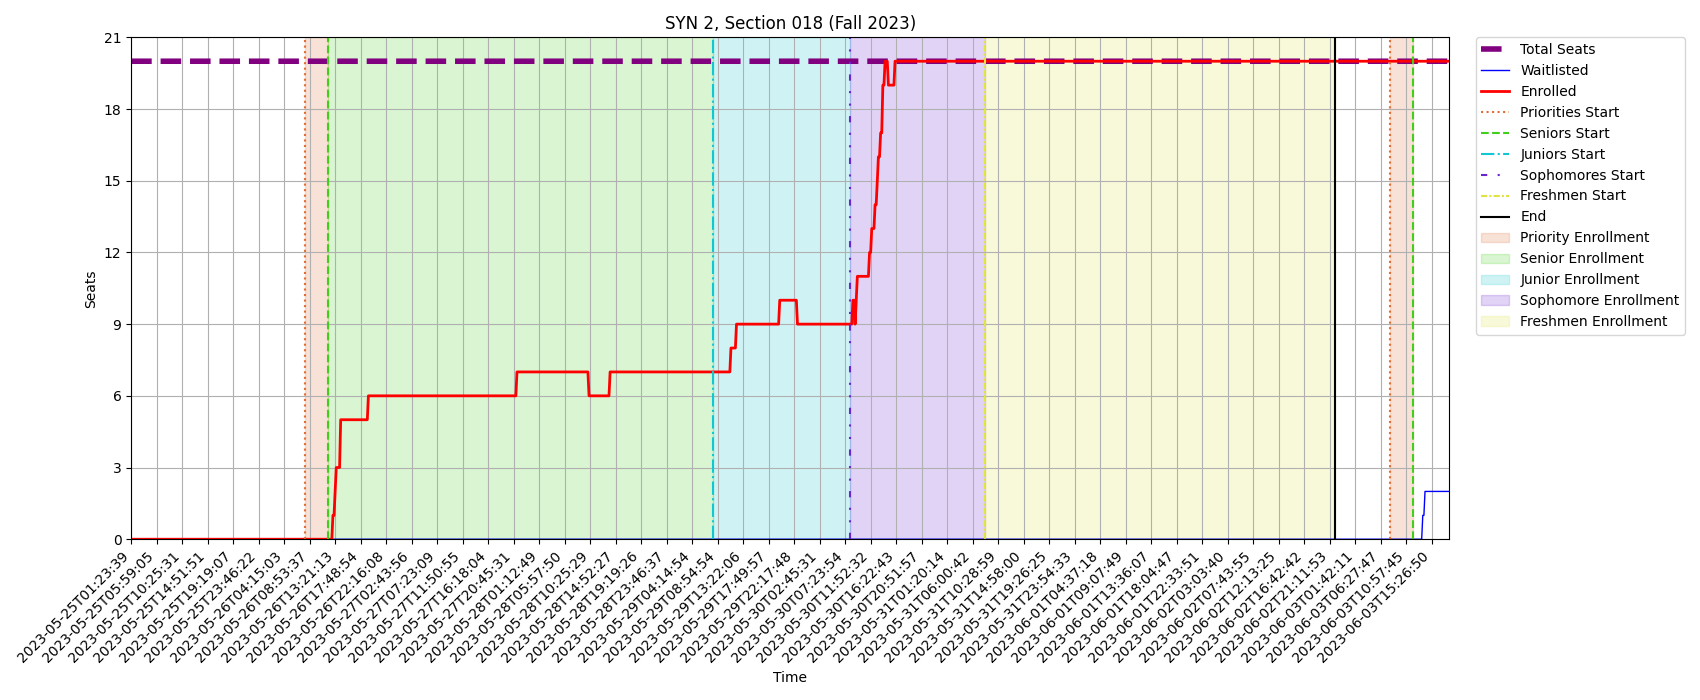 SYN 2, Section 018 (Fall 2023)
Seats
21
18
15
12
9
6
3
0
2023-05-25T01:23:39
2023-05-25T05:59:05
2023-05-25T10:25:31
2023-05-25T14:51:51
2023-05-25T19:19:07
2023-05-25T23:46:22
2023-05-26T04:15:03
2023-05-26T08:53:37
2023-05-26T13:21:13
2023-05-26T17:48:54
2023-05-26T22:16:08
2023-05-27T02:43:56
2023-05-27T07:23:09
2023-05-27T11:50:55
2023-05-27T16:18:04
2023-05-27T20:45:31
2023-05-28T01:12:49
2023-05-28T05:57:50
2023-05-28T10:25:29
2023-05-28T14:52:27
2023-05-28T19:19:26
2023-05-28T23:46:37
2023-05-29T04:14:54
2023-05-29T08:54:54
2023-05-29T13:22:06
2023-05-29T17:49:57
2023-05-29T22:17:48
2023-05-30T02:45:31
2023-05-30T07:23:54
2023-05-30T11:52:32
2023-05-30T16:22:43
2023-05-30T20:51:57
2023-05-31T01:20:14
2023-05-31T06:00:42
2023-05-31T10:28:59
2023-05-31T14:58:00
2023-05-31T19:26:25
2023-05-31T23:54:33
2023-06-01T04:37:18
2023-06-01T09:07:49
2023-06-01T13:36:07
2023-06-01T18:04:47
2023-06-01T22:33:51
2023-06-02T03:03:40
2023-06-02T07:43:55
2023-06-02T12:13:25
2023-06-02T16:42:42
2023-06-02T21:11:53
2023-06-03T01:42:11
2023-06-03T06:27:47
2023-06-03T10:57:45
2023-06-03T15:26:50
Time
Total Seats
Waitlisted
Enrolled
Priorities Start
Seniors Start
Juniors Start
Sophomores Start
Freshmen Start
End
Priority Enrollment
Senior Enrollment
Junior Enrollment
Sophomore Enrollment
Freshmen Enrollment